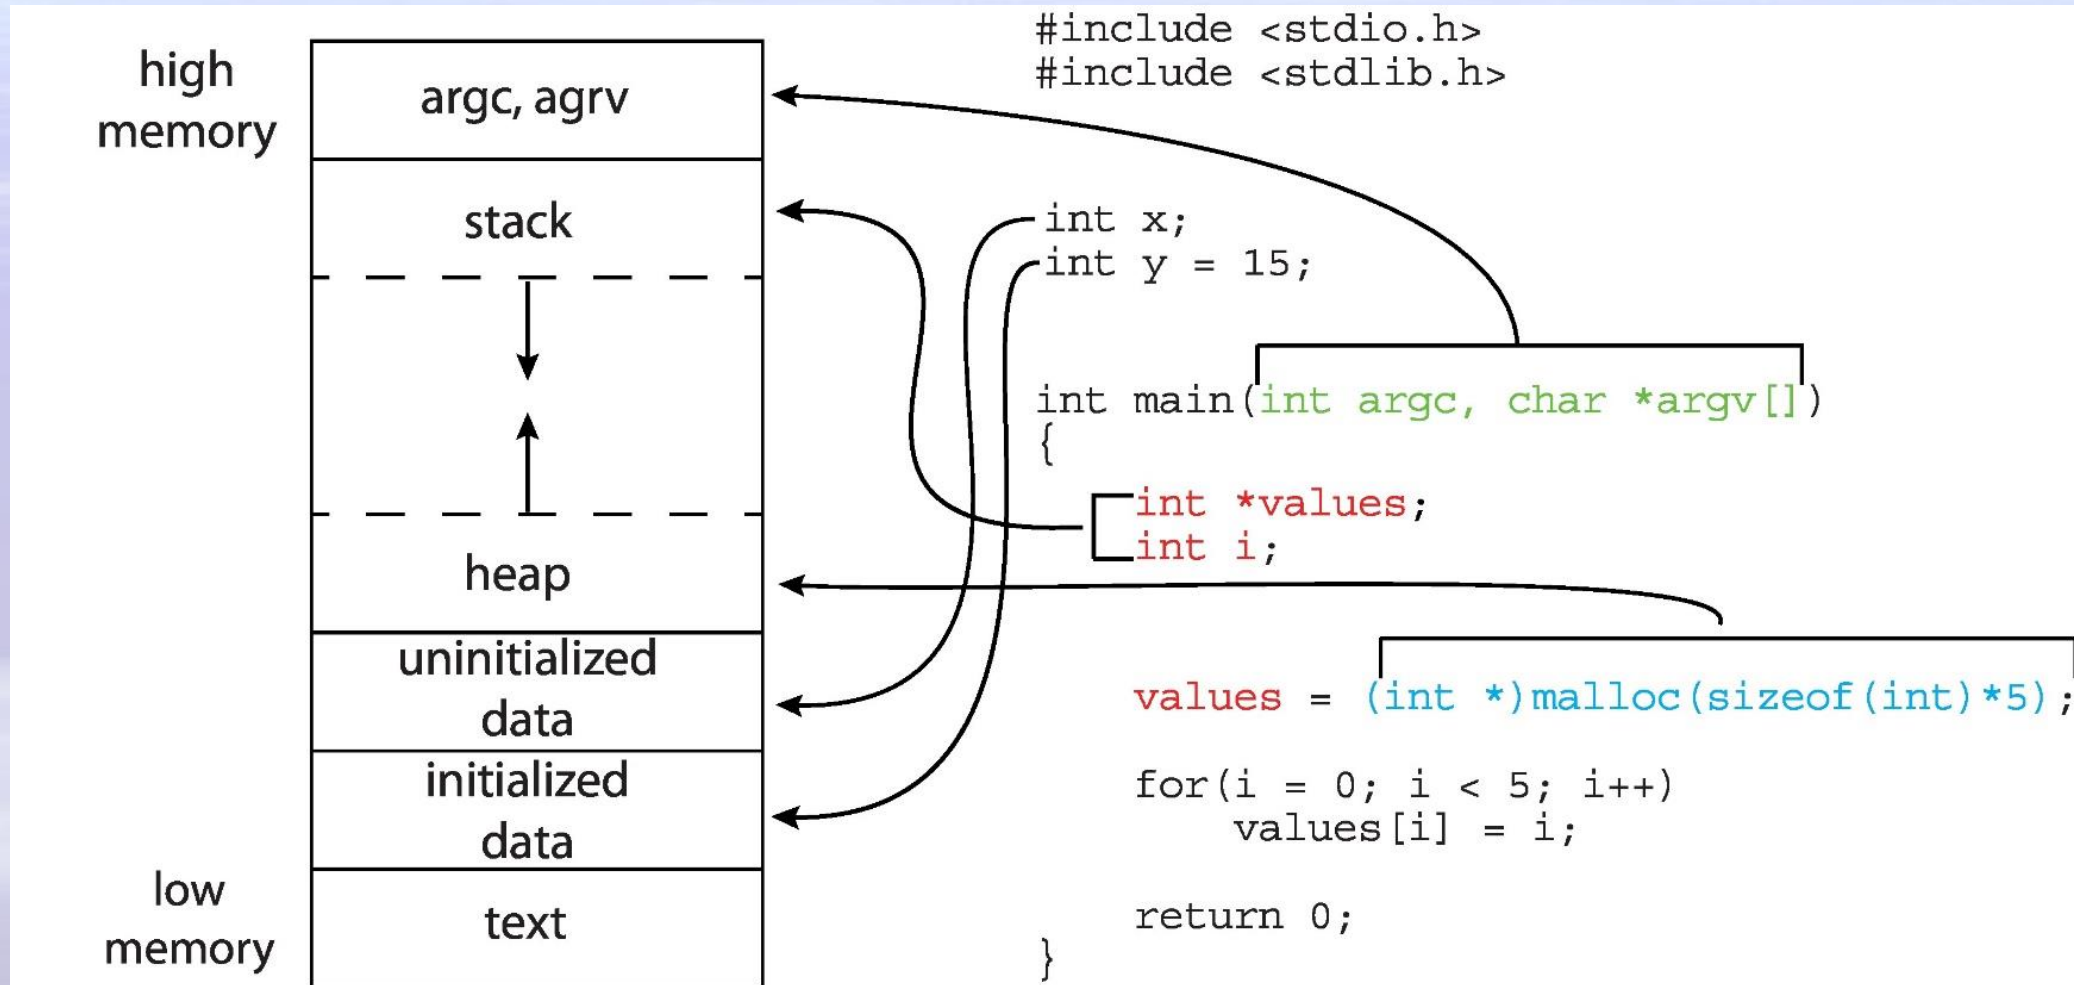 high
memory
argc, agrv
stack
heap
uninitialized
data
initialized
data
low
memory
text
#include <stdio.h>
#include <stdlib.h>
int x;
int y = 15;
int main(int argc, char *argv[])
{
int *values;
int i;
values = (int *)malloc(sizeof(int)*5);
for(i = 0; i < 5; i++)
values[i] = i;
return 0;
}